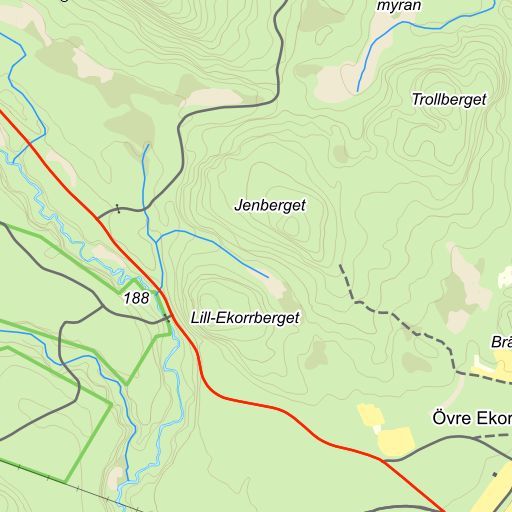 myran
Trollberget
Jenberget
188
Lill-Ekorrberget
Brä
Övre Ekor